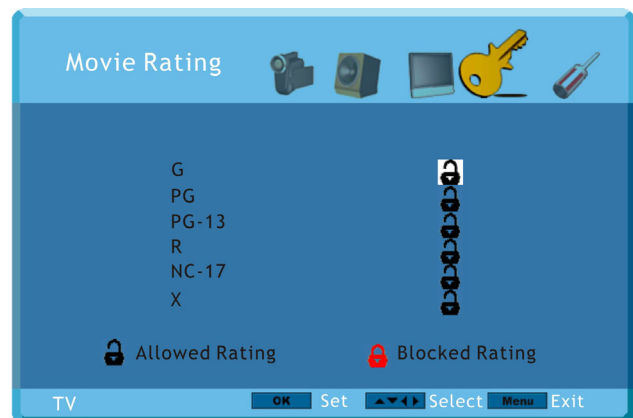 Movie Rating
G
PG
PG-13
R
NC-17
X
Allowed Rating Blocked Rating
TV OK Set Select Menu Exit